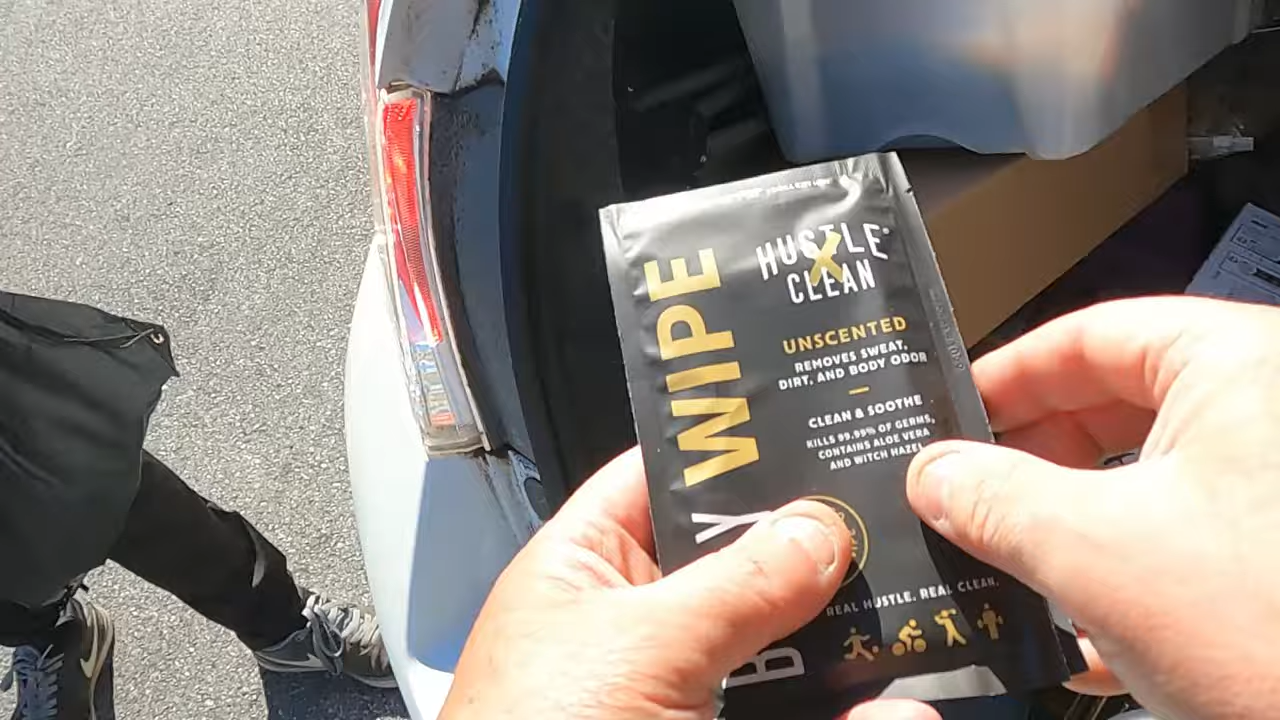 HUSTLE
CLEAN
UNSCENTED
REMOVES SWEAT,
DIRT, AND BODY ODOR
CLEAN & SOOTHE
KILLS 99.99% OF GERMS,
CONTAINS ALOE VERA
AND WITCH HAZEL
REAL HUSTLE. REAL CLEAN.
B Y WIPE